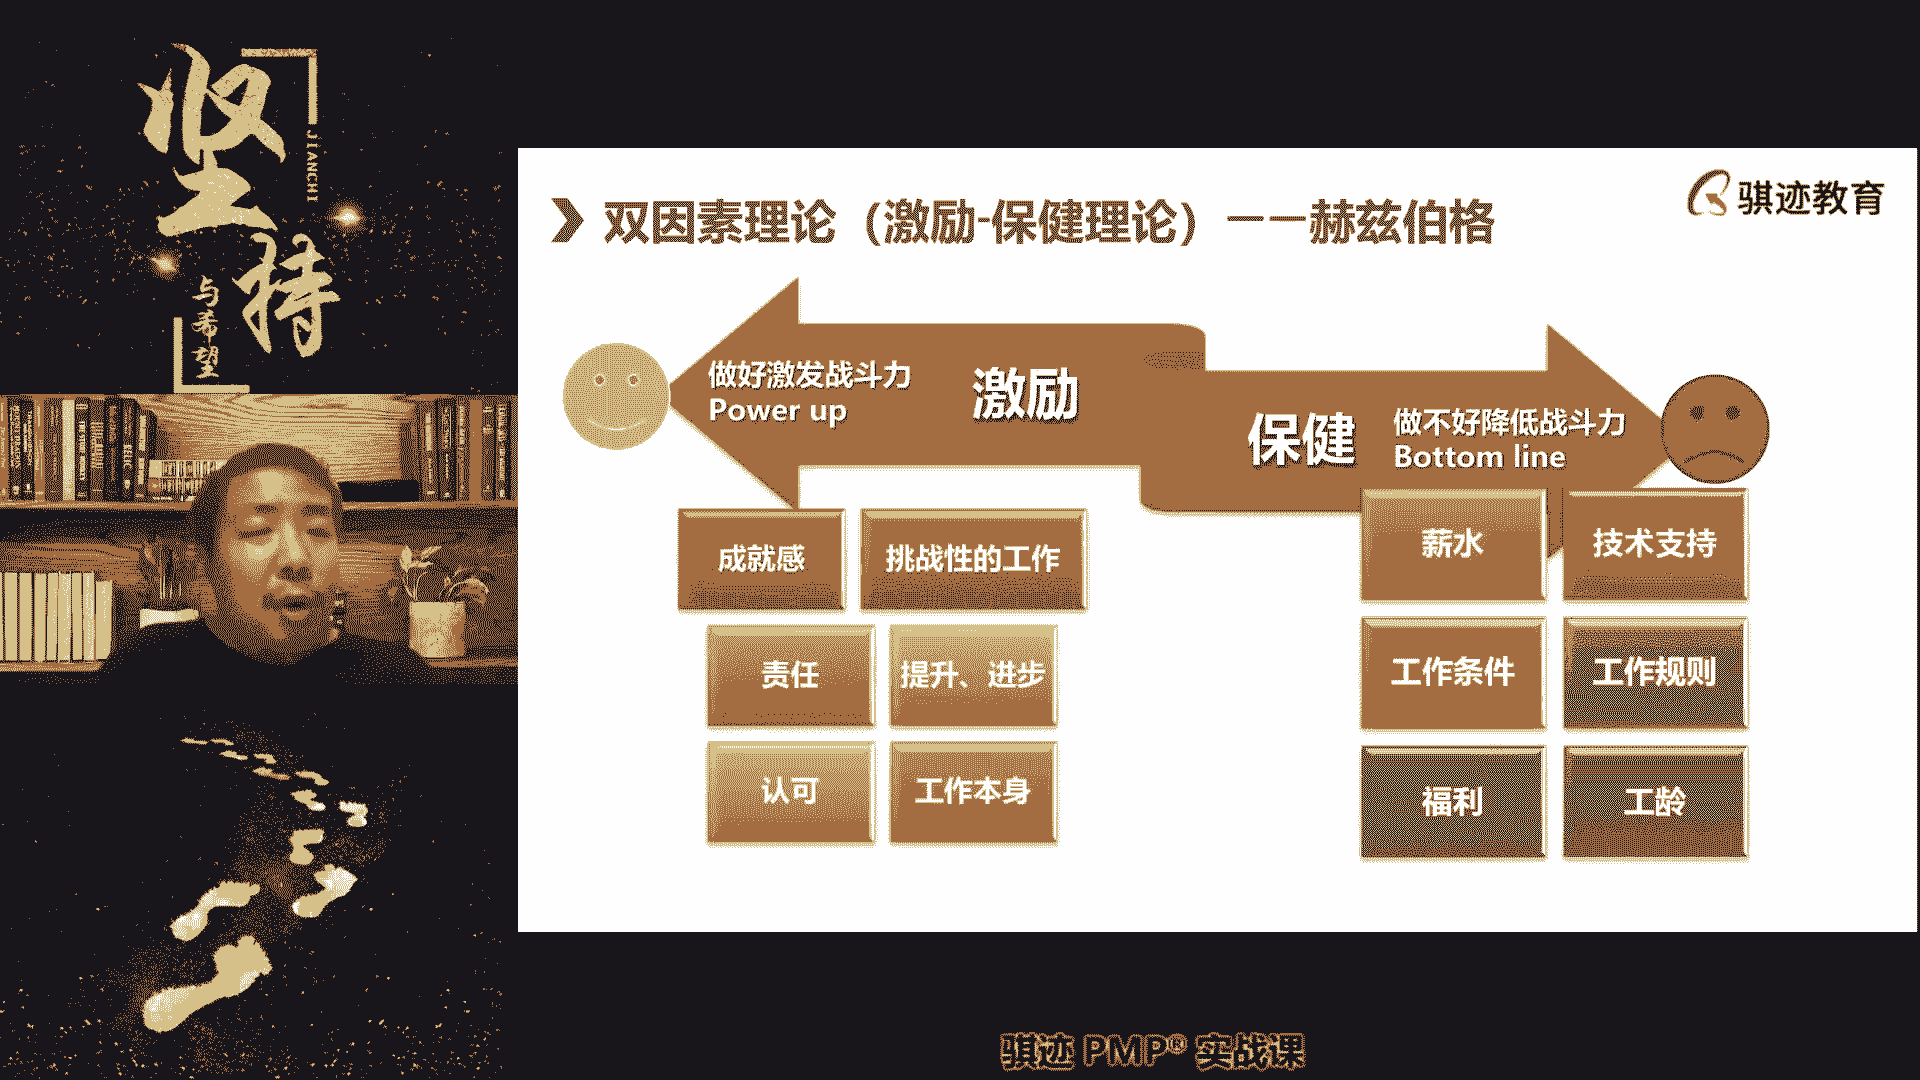 坚持
JIANCHI
与希望
双因素理论（激励-保健理论）——赫兹伯格
骐迹教育
做好激发战斗力
Power up
激励
保健
做不好降低战斗力
Bottom line
成就感
挑战性的工作
责任
提升、进步
认可
工作本身
薪水
技术支持
工作条件
工作规则
福利
工龄
骐迹 PMP® 实战课